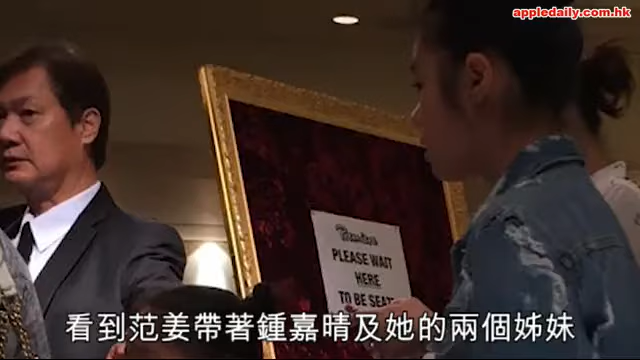 appledaily.com.hk
PLEASE WAIT
HERE
TO BE SEAT
看到范姜帶著鍾嘉晴及她的兩個姊妹